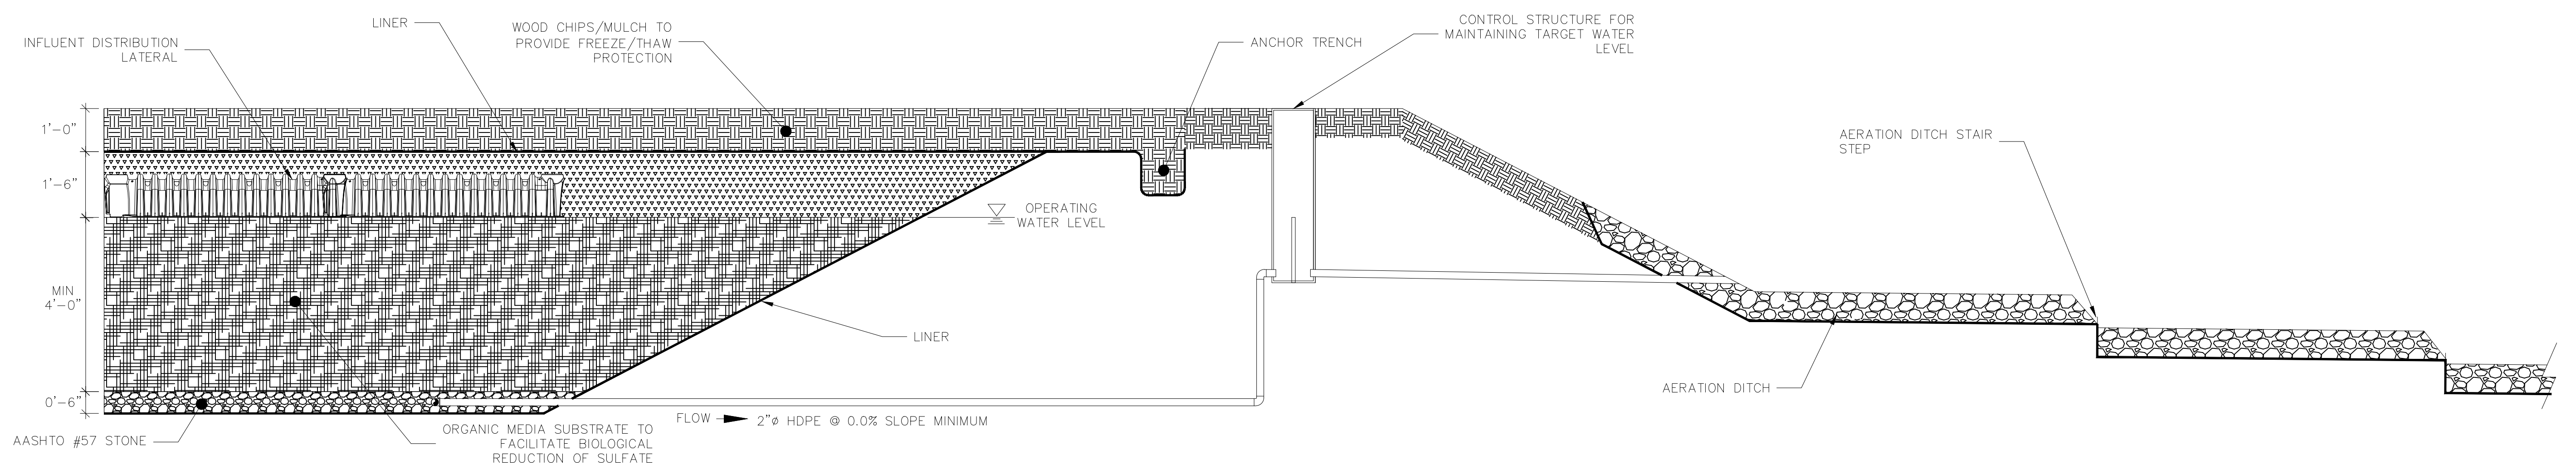 INFLUENT DISTRIBUTION
LATERAL
LINER
WOOD CHIPS/MULCH TO
PROVIDE FREEZE/THAW
PROTECTION
ANCHOR TRENCH
CONTROL STRUCTURE FOR
MAINTAINING TARGET WATER
LEVEL
AERATION DITCH STAIR
STEP
1'-0"
1'-6"
MIN
4'-0"
0'-6"
OPERATING
WATER LEVEL
LINER
AERATION DITCH
AASHTO #57 STONE
ORGANIC MEDIA SUBSTRATE TO
FACILITATE BIOLOGICAL
REDUCTION OF SULFATE
FLOW
2"Ø HDPE @ 0.0% SLOPE MINIMUM